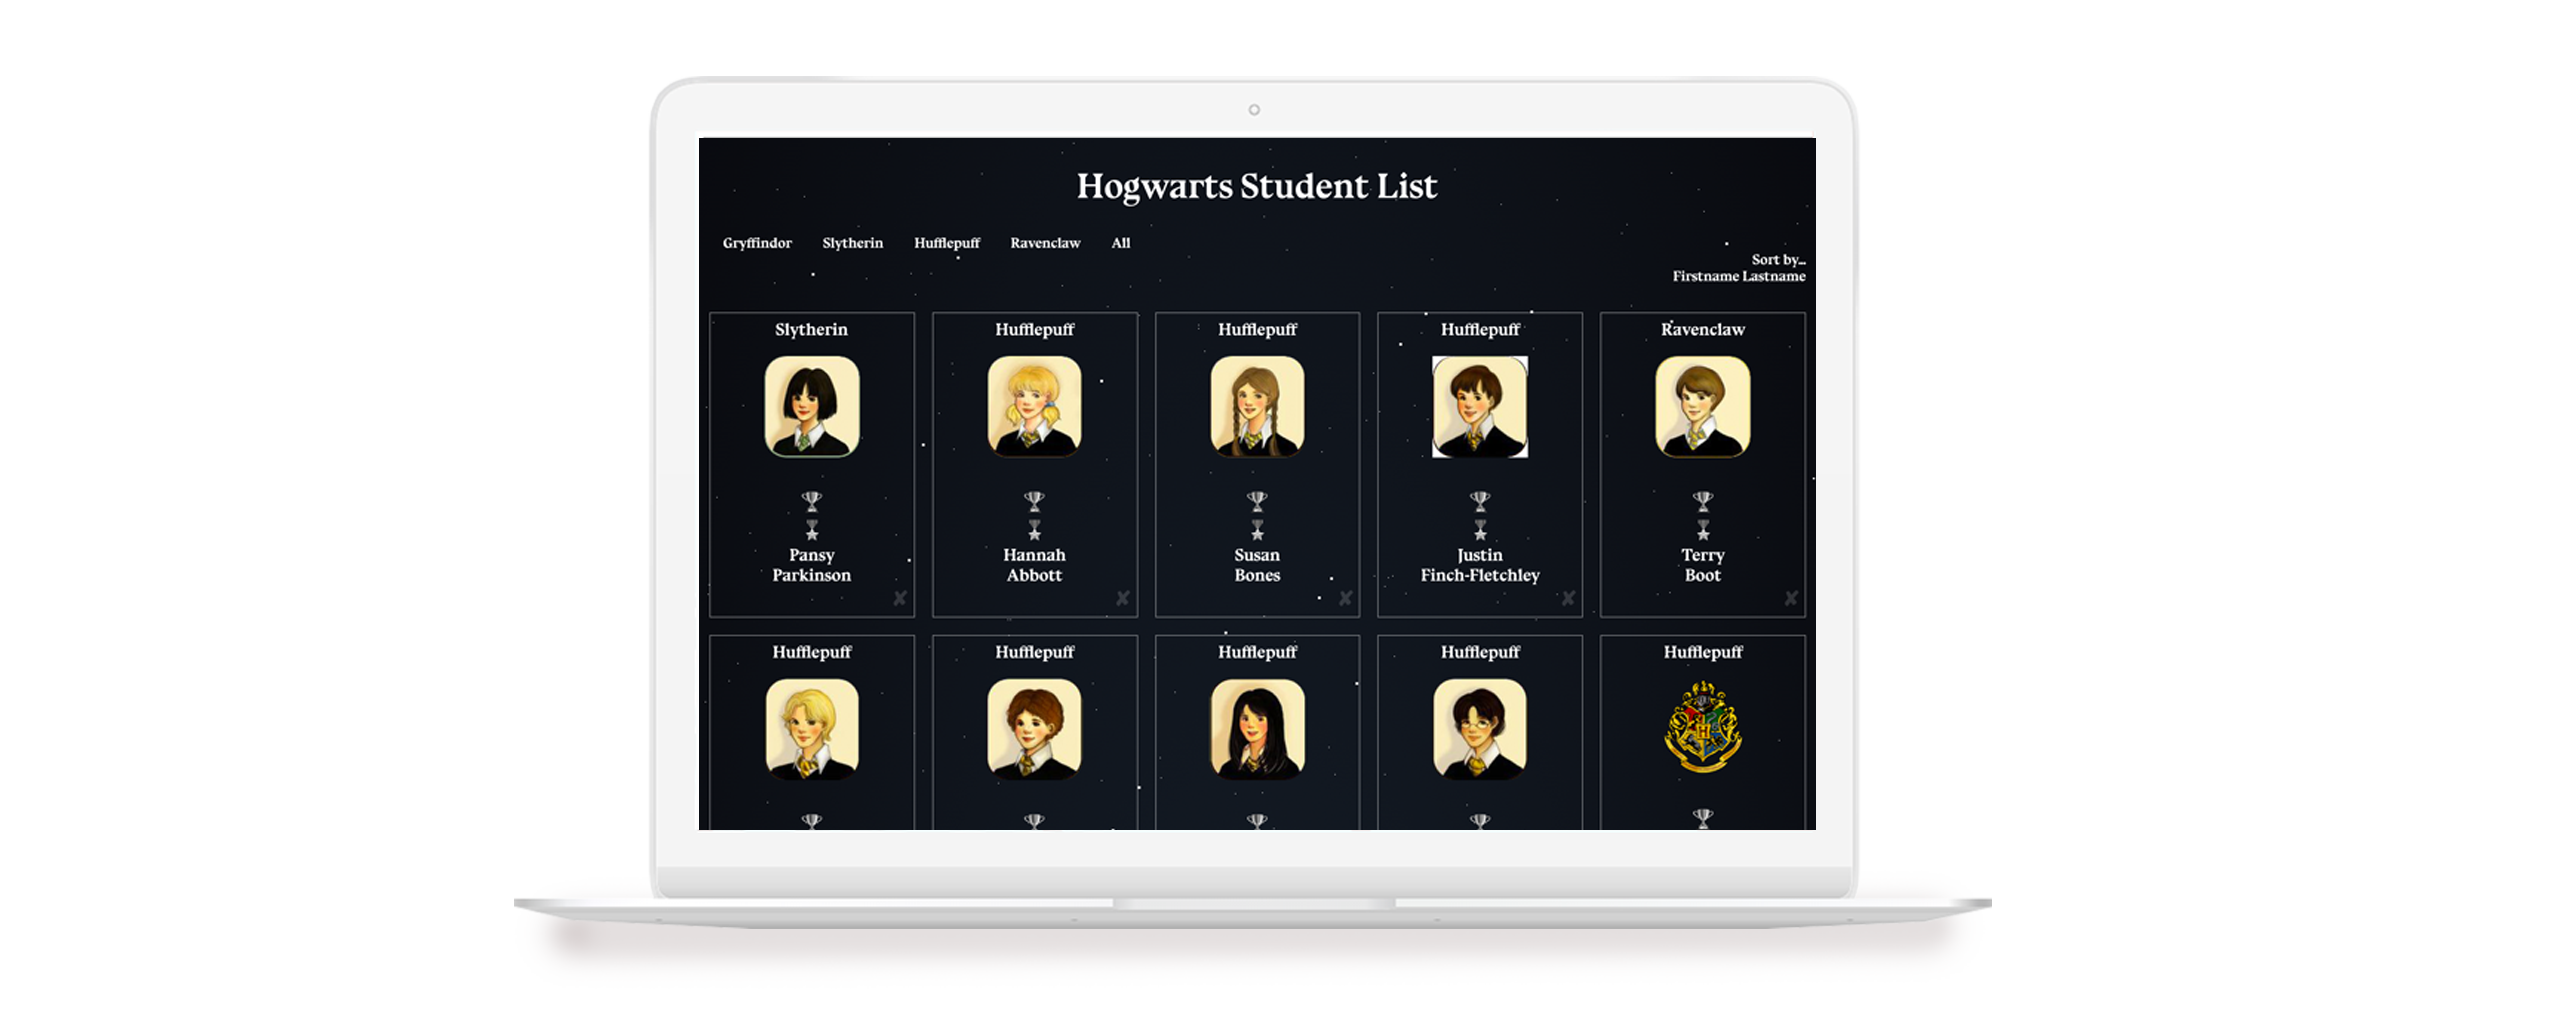 Hogwarts Student List
Gryffindor Slytherin Hufflepuff Ravenclaw All
Sort by...
Firstname Lastname
Slytherin
Pansy
Parkinson
Hufflepuff
Hannah
Abbott
Hufflepuff
Susan
Bones
Hufflepuff
Justin
Finch-Fletchley
Ravenclaw
Terry
Boot
Hufflepuff
Hufflepuff
Hufflepuff
Hufflepuff
Hufflepuff
H